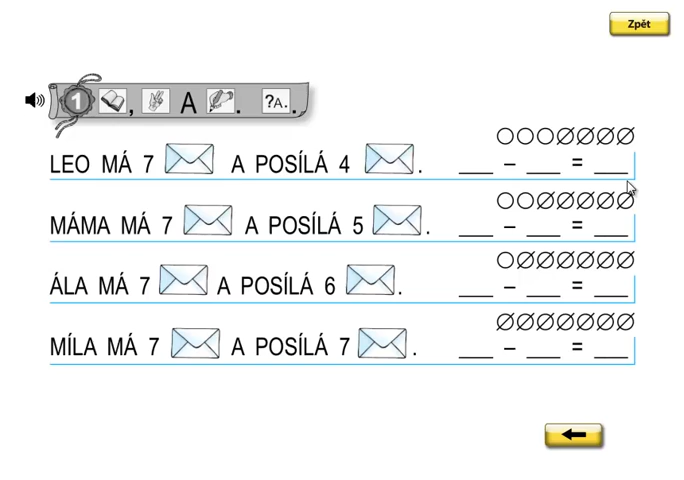 Zpět
1 , A . ?A. .
LEO MÁ 7 A POSÍLÁ 4 . ___ – ___ = ___
MÁMA MÁ 7 A POSÍLÁ 5 . ___ – ___ = ___
ÁLA MÁ 7 A POSÍLÁ 6 . ___ – ___ = ___
MÍLA MÁ 7 A POSÍLÁ 7 . ___ – ___ = ___